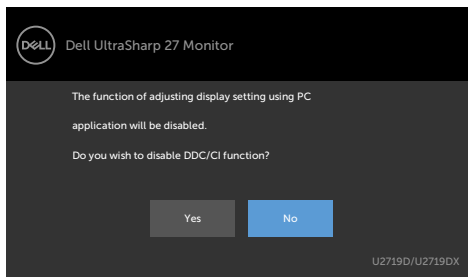 DELL
Dell UltraSharp 27 Monitor
The function of adjusting display setting using PC
application will be disabled.
Do you wish to disable DDC/CI function?
Yes
No
U2719D/U2719DX